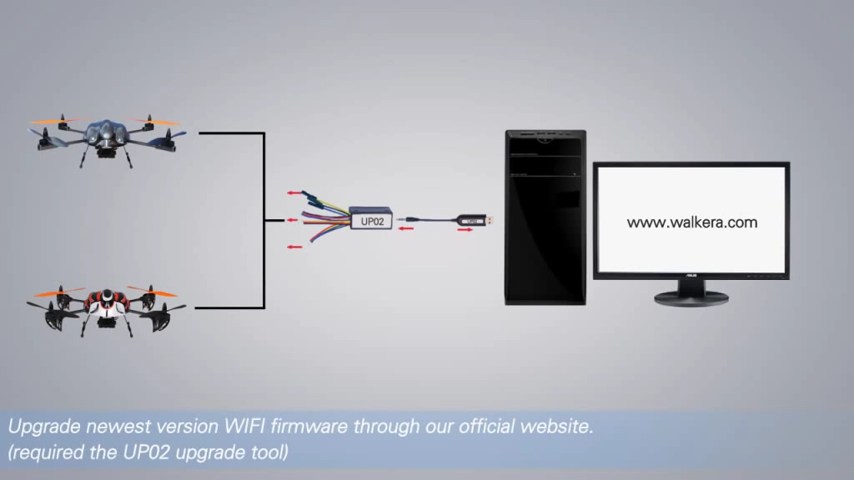 UP02
www.walkera.com
Upgrade newest version WIFI firmware through our official website.
(required the UP02 upgrade tool)